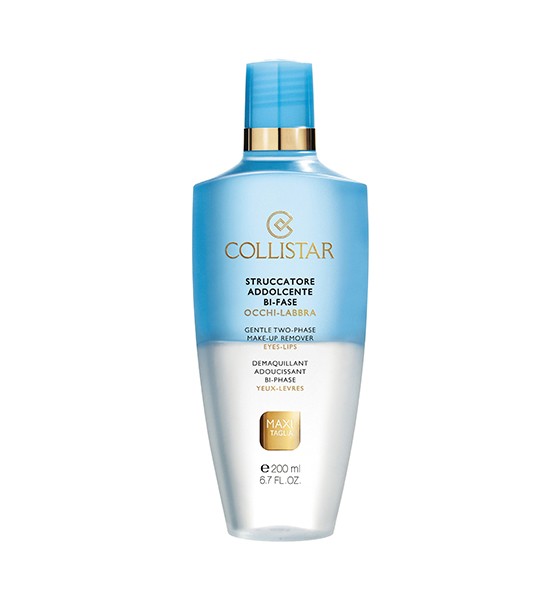 COLLISTAR
STRUCCATORE
ADDOLCENTE
BI-FASE
OCCHI-LABBRA
GENTLE TWO-PHASE
MAKE-UP REMOVER
EYES-LIPS
DEMAQUILLANT
ADOUCISSANT
BI-PHASE
YEUX-LEVRES
MAXI
TAGLIA
e 200 ml
6.7 FL.OZ.